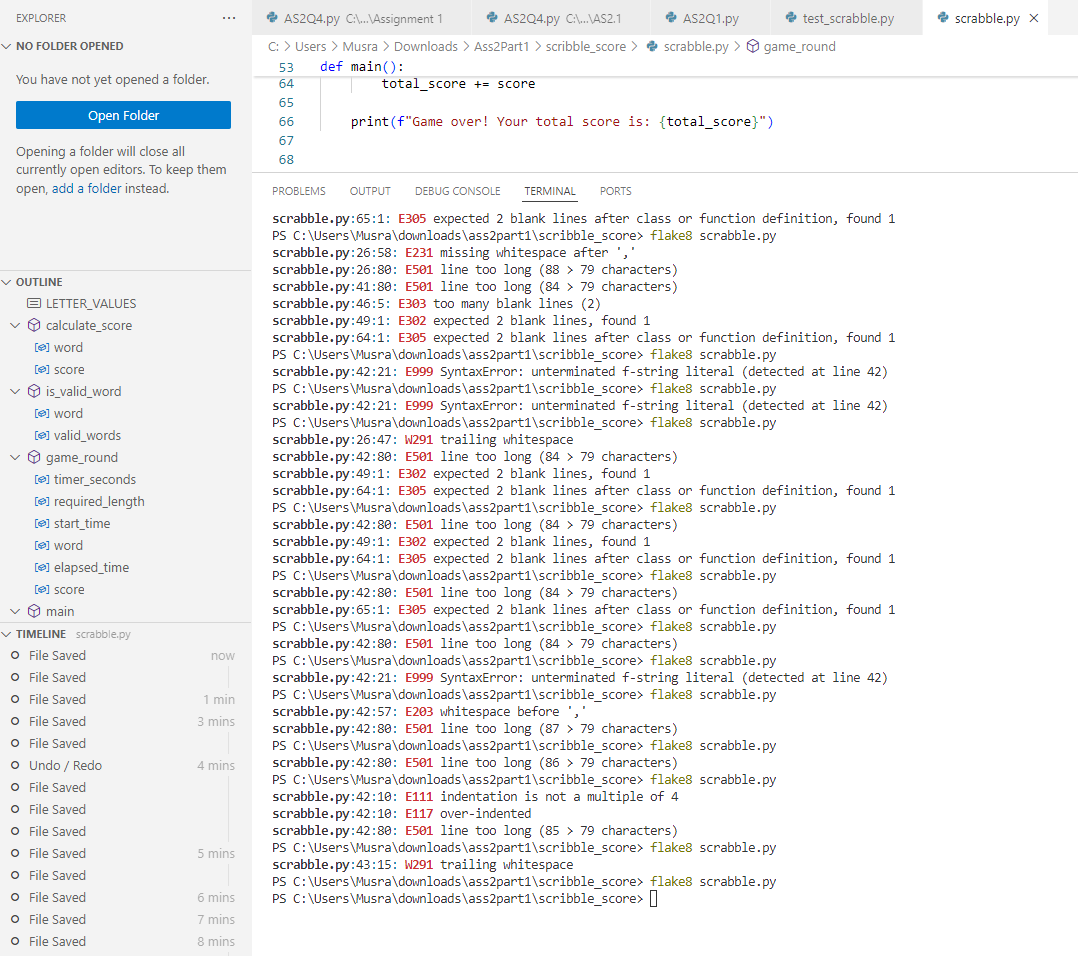 EXPLORER
NO FOLDER OPENED
You have not yet opened a folder.
Open Folder
Opening a folder will close all
currently open editors. To keep them
open, add a folder instead.
OUTLINE
LETTER_VALUES
calculate_score
word
score
is_valid_word
word
valid_words
game_round
timer_seconds
required_length
start_time
word
elapsed_time
score
main
TIMELINE scrabble.py
File Saved now
File Saved
File Saved 1 min
File Saved 3 mins
File Saved
Undo / Redo 4 mins
File Saved
File Saved
File Saved
File Saved 5 mins
File Saved
File Saved 6 mins
File Saved 7 mins
File Saved 8 mins
AS2Q4.py C:\...\Assignment 1 AS2Q4.py C:\...\AS2.1 AS2Q1.py test_scrabble.py scrabble.py
C: > Users > Musra > Downloads > Ass2Part1 > scribble_score > scrabble.py > game_round
53 def main():
64 total_score += score
65
66 print(f"Game over! Your total score is: {total_score}")
67
68
PROBLEMS OUTPUT DEBUG CONSOLE TERMINAL PORTS
scrabble.py:65:1: E305 expected 2 blank lines after class or function definition, found 1
PS C:\Users\Musra\downloads\ass2part1\scribble_score> flake8 scrabble.py
scrabble.py:26:58: E231 missing whitespace after ','
scrabble.py:26:80: E501 line too long (88 > 79 characters)
scrabble.py:41:80: E501 line too long (84 > 79 characters)
scrabble.py:46:5: E303 too many blank lines (2)
scrabble.py:49:1: E302 expected 2 blank lines, found 1
scrabble.py:64:1: E305 expected 2 blank lines after class or function definition, found 1
PS C:\Users\Musra\downloads\ass2part1\scribble_score> flake8 scrabble.py
scrabble.py:42:21: E999 SyntaxError: unterminated f-string literal (detected at line 42)
PS C:\Users\Musra\downloads\ass2part1\scribble_score> flake8 scrabble.py
scrabble.py:42:21: E999 SyntaxError: unterminated f-string literal (detected at line 42)
PS C:\Users\Musra\downloads\ass2part1\scribble_score> flake8 scrabble.py
scrabble.py:26:47: W291 trailing whitespace
scrabble.py:42:80: E501 line too long (84 > 79 characters)
scrabble.py:49:1: E302 expected 2 blank lines, found 1
scrabble.py:64:1: E305 expected 2 blank lines after class or function definition, found 1
PS C:\Users\Musra\downloads\ass2part1\scribble_score> flake8 scrabble.py
scrabble.py:42:80: E501 line too long (84 > 79 characters)
scrabble.py:49:1: E302 expected 2 blank lines, found 1
scrabble.py:64:1: E305 expected 2 blank lines after class or function definition, found 1
PS C:\Users\Musra\downloads\ass2part1\scribble_score> flake8 scrabble.py
scrabble.py:42:80: E501 line too long (84 > 79 characters)
scrabble.py:65:1: E305 expected 2 blank lines after class or function definition, found 1
PS C:\Users\Musra\downloads\ass2part1\scribble_score> flake8 scrabble.py
scrabble.py:42:80: E501 line too long (84 > 79 characters)
PS C:\Users\Musra\downloads\ass2part1\scribble_score> flake8 scrabble.py
scrabble.py:42:21: E999 SyntaxError: unterminated f-string literal (detected at line 42)
PS C:\Users\Musra\downloads\ass2part1\scribble_score> flake8 scrabble.py
scrabble.py:42:57: E203 whitespace before ','
scrabble.py:42:80: E501 line too long (87 > 79 characters)
PS C:\Users\Musra\downloads\ass2part1\scribble_score> flake8 scrabble.py
scrabble.py:42:80: E501 line too long (86 > 79 characters)
PS C:\Users\Musra\downloads\ass2part1\scribble_score> flake8 scrabble.py
scrabble.py:42:10: E111 indentation is not a multiple of 4
scrabble.py:42:10: E117 over-indented
scrabble.py:42:80: E501 line too long (85 > 79 characters)
PS C:\Users\Musra\downloads\ass2part1\scribble_score> flake8 scrabble.py
scrabble.py:43:15: W291 trailing whitespace
PS C:\Users\Musra\downloads\ass2part1\scribble_score> flake8 scrabble.py
PS C:\Users\Musra\downloads\ass2part1\scribble_score>